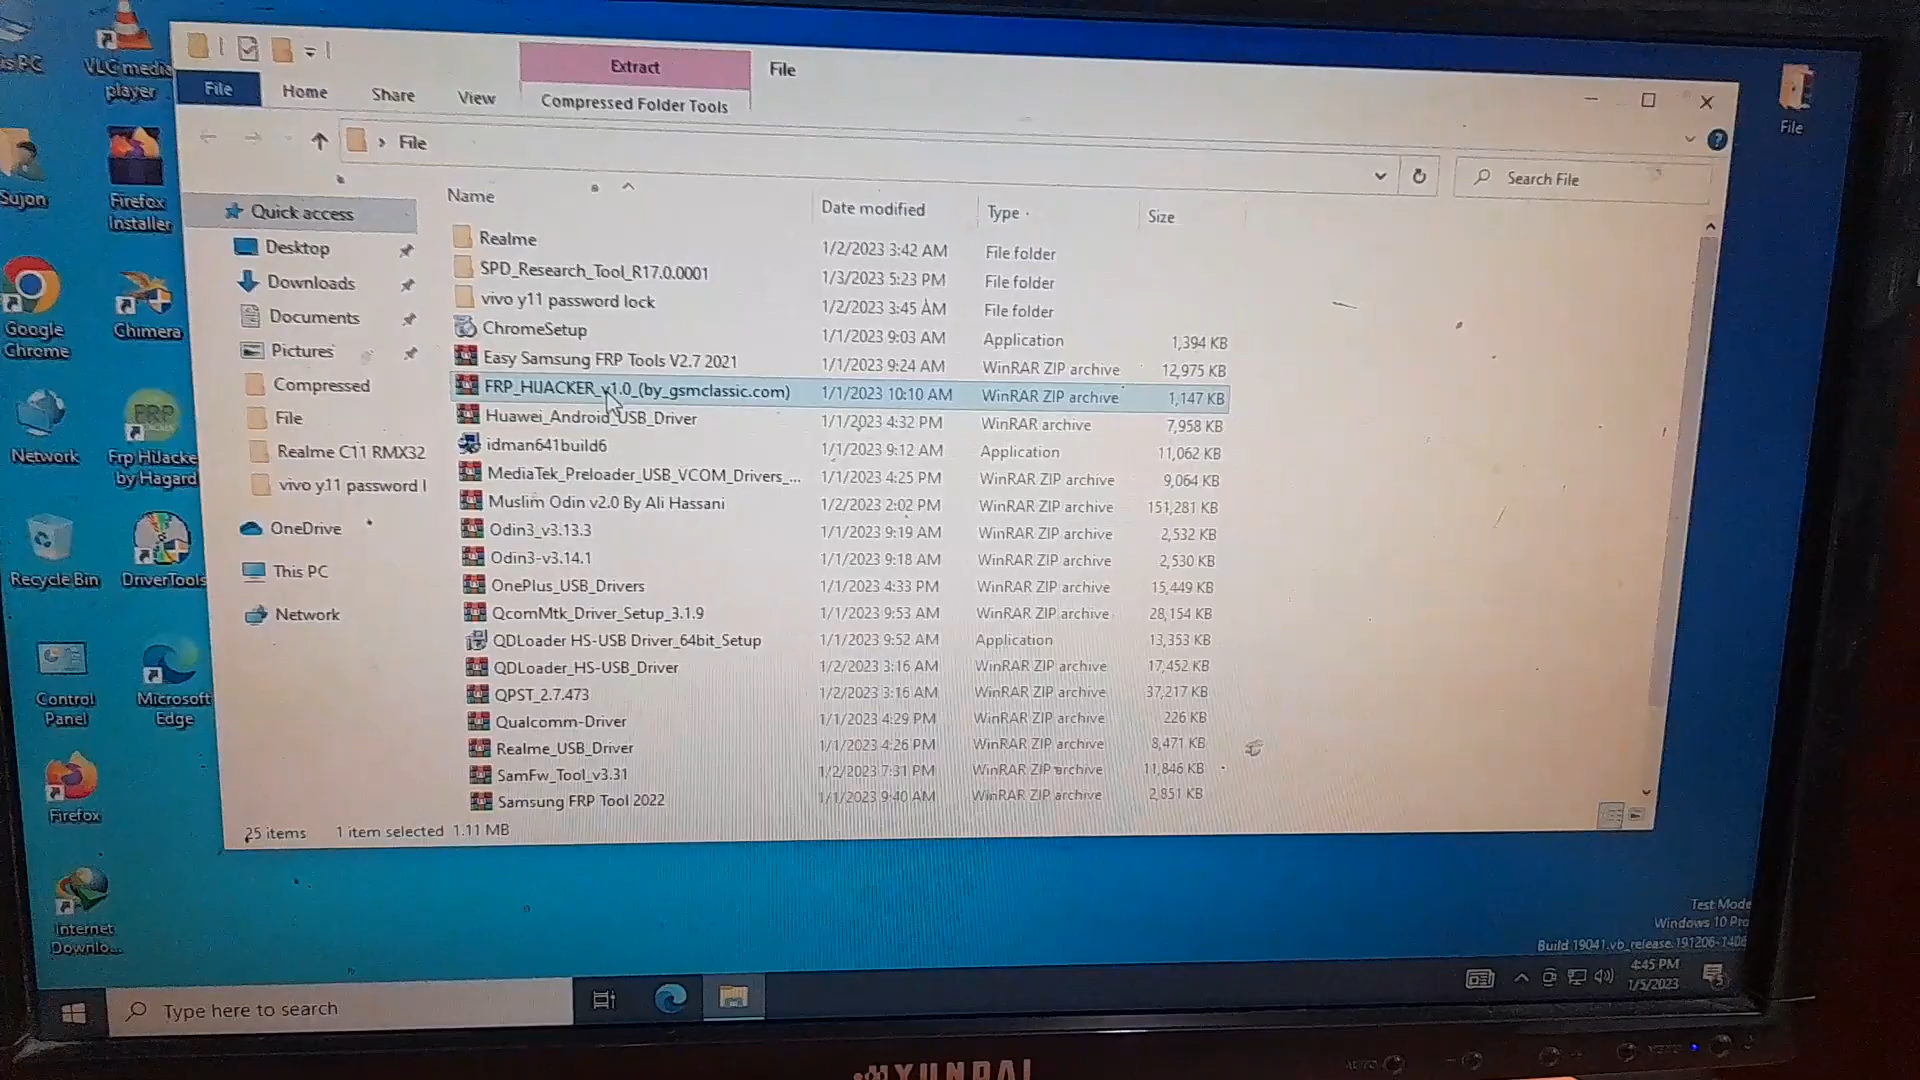 is PC
VLC media
player
Sujon
Firefox
Installer
Google
Chrome
Chimera
Network
FRP
Frp HiJacke
by Hagard
Recycle Bin
DriverTools
Control
Panel
Microsoft
Edge
Firefox
Internet
Downlo...
File
Extract
File
File
Home
Share
View
Compressed Folder Tools
File
Search File
Quick access
Desktop
Downloads
Documents
Pictures
Compressed
File
Realme C11 RMX32
vivo y11 password l
OneDrive
This PC
Network
Name Date modified Type Size
Realme 1/2/2023 3:42 AM File folder
SPD_Research_Tool_R17.0.0001 1/3/2023 5:23 PM File folder
vivo y11 password lock 1/2/2023 3:45 AM File folder
ChromeSetup 1/1/2023 9:03 AM Application 1,394 KB
Easy Samsung FRP Tools V2.7 2021 1/1/2023 9:24 AM WinRAR ZIP archive 12,975 KB
FRP_HIJACKER_v1.0_(by_gsmclassic.com) 1/1/2023 10:10 AM WinRAR ZIP archive 1,147 KB
Huawei_Android_USB_Driver 1/1/2023 4:32 PM WinRAR archive 7,958 KB
idman641build6 1/1/2023 9:12 AM Application 11,062 KB
MediaTek_Preloader_USB_VCOM_Drivers_... 1/1/2023 4:25 PM WinRAR ZIP archive 9,064 KB
Muslim Odin v2.0 By Ali Hassani 1/2/2023 2:02 PM WinRAR ZIP archive 151,281 KB
Odin3_v3.13.3 1/1/2023 9:19 AM WinRAR ZIP archive 2,532 KB
Odin3-v3.14.1 1/1/2023 9:18 AM WinRAR ZIP archive 2,530 KB
OnePlus_USB_Drivers 1/1/2023 4:33 PM WinRAR ZIP archive 15,449 KB
QcomMtk_Driver_Setup_3.1.9 1/1/2023 9:53 AM WinRAR ZIP archive 28,154 KB
QDLoader HS-USB Driver_64bit_Setup 1/1/2023 9:52 AM Application 13,353 KB
QDLoader_HS-USB_Driver 1/2/2023 3:16 AM WinRAR ZIP archive 17,452 KB
QPST_2.7.473 1/2/2023 3:16 AM WinRAR ZIP archive 37,217 KB
Qualcomm-Driver 1/1/2023 4:29 PM WinRAR ZIP archive 226 KB
Realme_USB_Driver 1/1/2023 4:26 PM WinRAR ZIP archive 8,471 KB
SamFw_Tool_v3.31 1/2/2023 7:31 PM WinRAR ZIP archive 11,846 KB
Samsung FRP Tool 2022 1/1/2023 9:40 AM WinRAR ZIP archive 2,851 KB
25 items 1 item selected 1.11 MB
Test Mode
Windows 10 Pro
Build 19041.vb_release.191206-1406
Type here to search
4:45 PM
1/5/2023
HYUNDAI